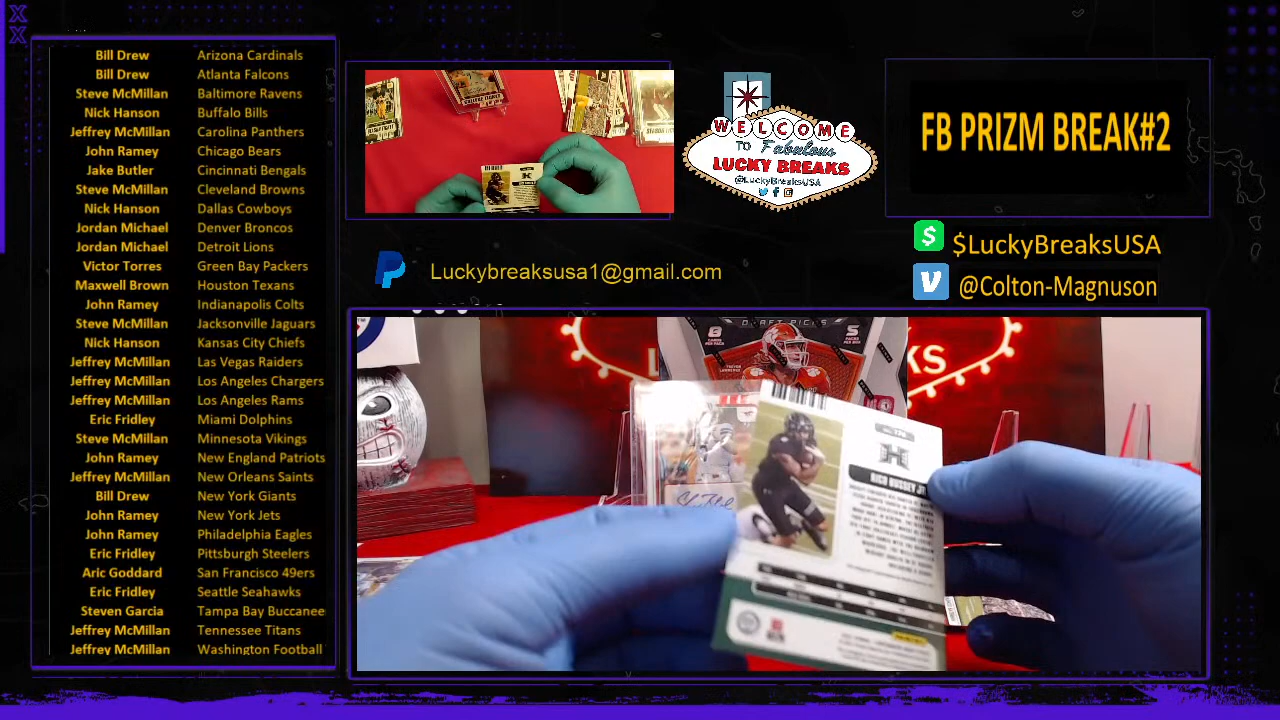 Bill Drew Arizona Cardinals
Bill Drew Atlanta Falcons
Steve McMillan Baltimore Ravens
Nick Hanson Buffalo Bills
Jeffrey McMillan Carolina Panthers
John Ramey Chicago Bears
Jake Butler Cincinnati Bengals
Steve McMillan Cleveland Browns
Nick Hanson Dallas Cowboys
Jordan Michael Denver Broncos
Jordan Michael Detroit Lions
Victor Torres Green Bay Packers
Maxwell Brown Houston Texans
John Ramey Indianapolis Colts
Steve McMillan Jacksonville Jaguars
Nick Hanson Kansas City Chiefs
Jeffrey McMillan Las Vegas Raiders
Jeffrey McMillan Los Angeles Chargers
Jeffrey McMillan Los Angeles Rams
Eric Fridley Miami Dolphins
Steve McMillan Minnesota Vikings
John Ramey New England Patriots
Jeffrey McMillan New Orleans Saints
Bill Drew New York Giants
John Ramey New York Jets
John Ramey Philadelphia Eagles
Eric Fridley Pittsburgh Steelers
Aric Goddard San Francisco 49ers
Eric Fridley Seattle Seahawks
Steven Garcia Tampa Bay Buccanee
Jeffrey McMillan Tennessee Titans
Jeffrey McMillan Washington Football
WELCOME
TO Fabulous
LUCKY BREAKS
@LuckyBreaksUSA
FB PRIZM BREAK#2
$LuckyBreaksUSA
@Colton-Magnuson
Luckybreaksusa1@gmail.com
DRAFT PICKS
KS